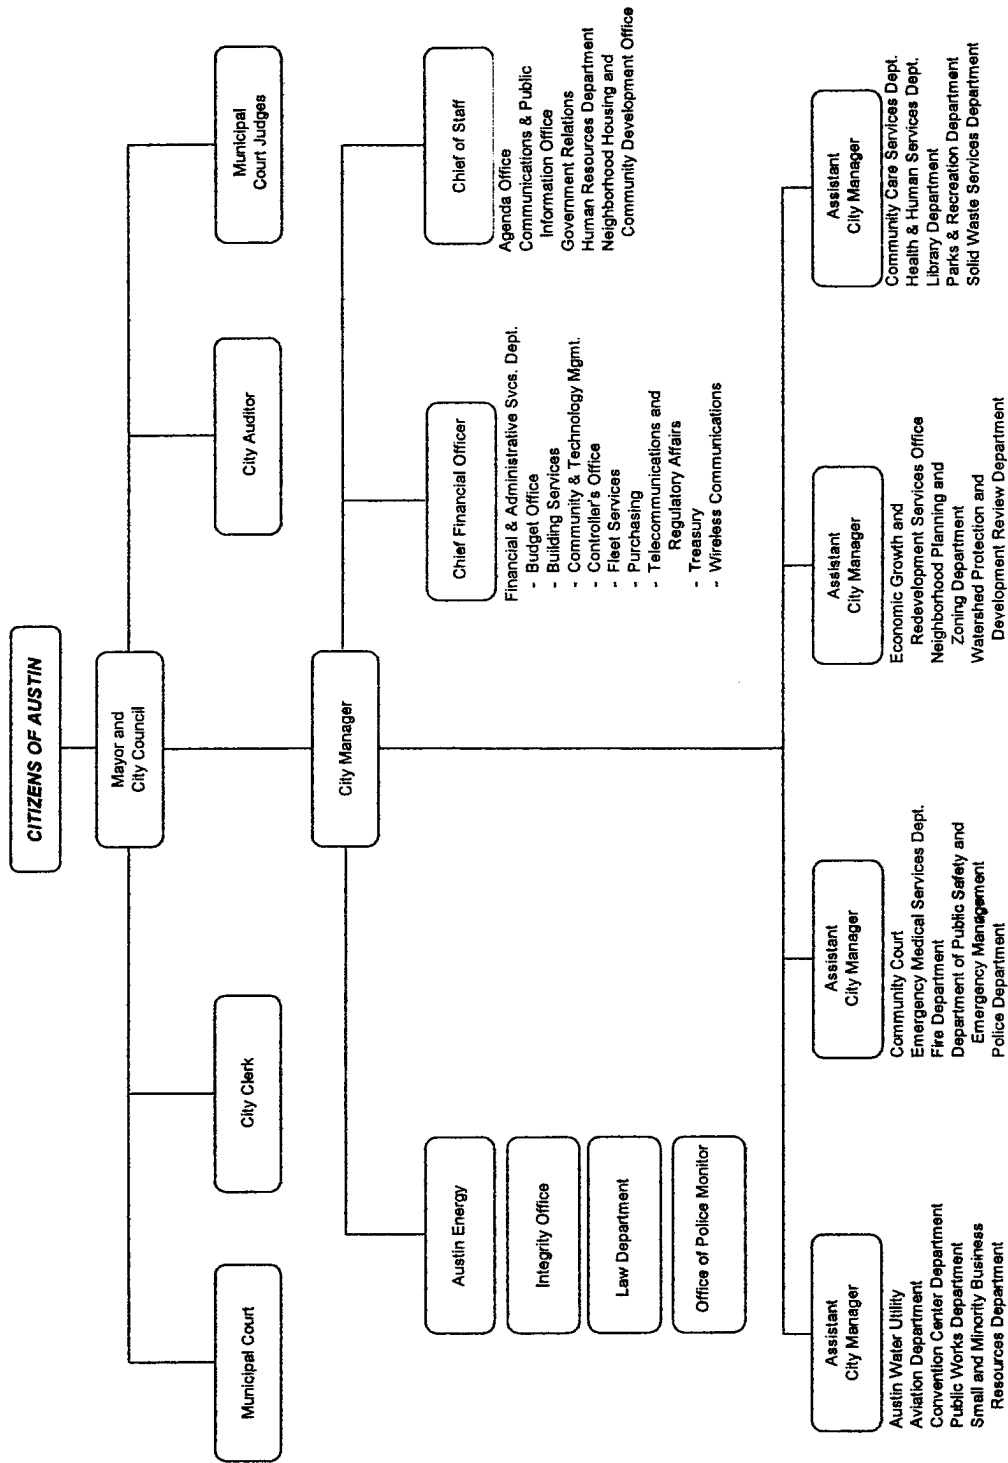 CITIZENS OF AUSTIN
Mayor and
City Council
Municipal Court
City Clerk
City Auditor
Municipal
Court Judges
City Manager
Austin Energy
Integrity Office
Law Department
Office of Police Monitor
Chief Financial Officer
Financial & Administrative Svcs. Dept.
- Budget Office
- Building Services
- Community & Technology Mgmt.
- Controller's Office
- Fleet Services
- Purchasing
- Telecommunications and
Regulatory Affairs
- Treasury
- Wireless Communications
Chief of Staff
Agenda Office
Communications & Public
Information Office
Government Relations
Human Resources Department
Neighborhood Housing and
Community Development Office
Assistant
City Manager
Austin Water Utility
Aviation Department
Convention Center Department
Public Works Department
Small and Minority Business
Resources Department
Assistant
City Manager
Community Court
Emergency Medical Services Dept.
Fire Department
Department of Public Safety and
Emergency Management
Police Department
Assistant
City Manager
Economic Growth and
Redevelopment Services Office
Neighborhood Planning and
Zoning Department
Watershed Protection and
Development Review Department
Assistant
City Manager
Community Care Services Dept.
Health & Human Services Dept.
Library Department
Parks & Recreation Department
Solid Waste Services Department